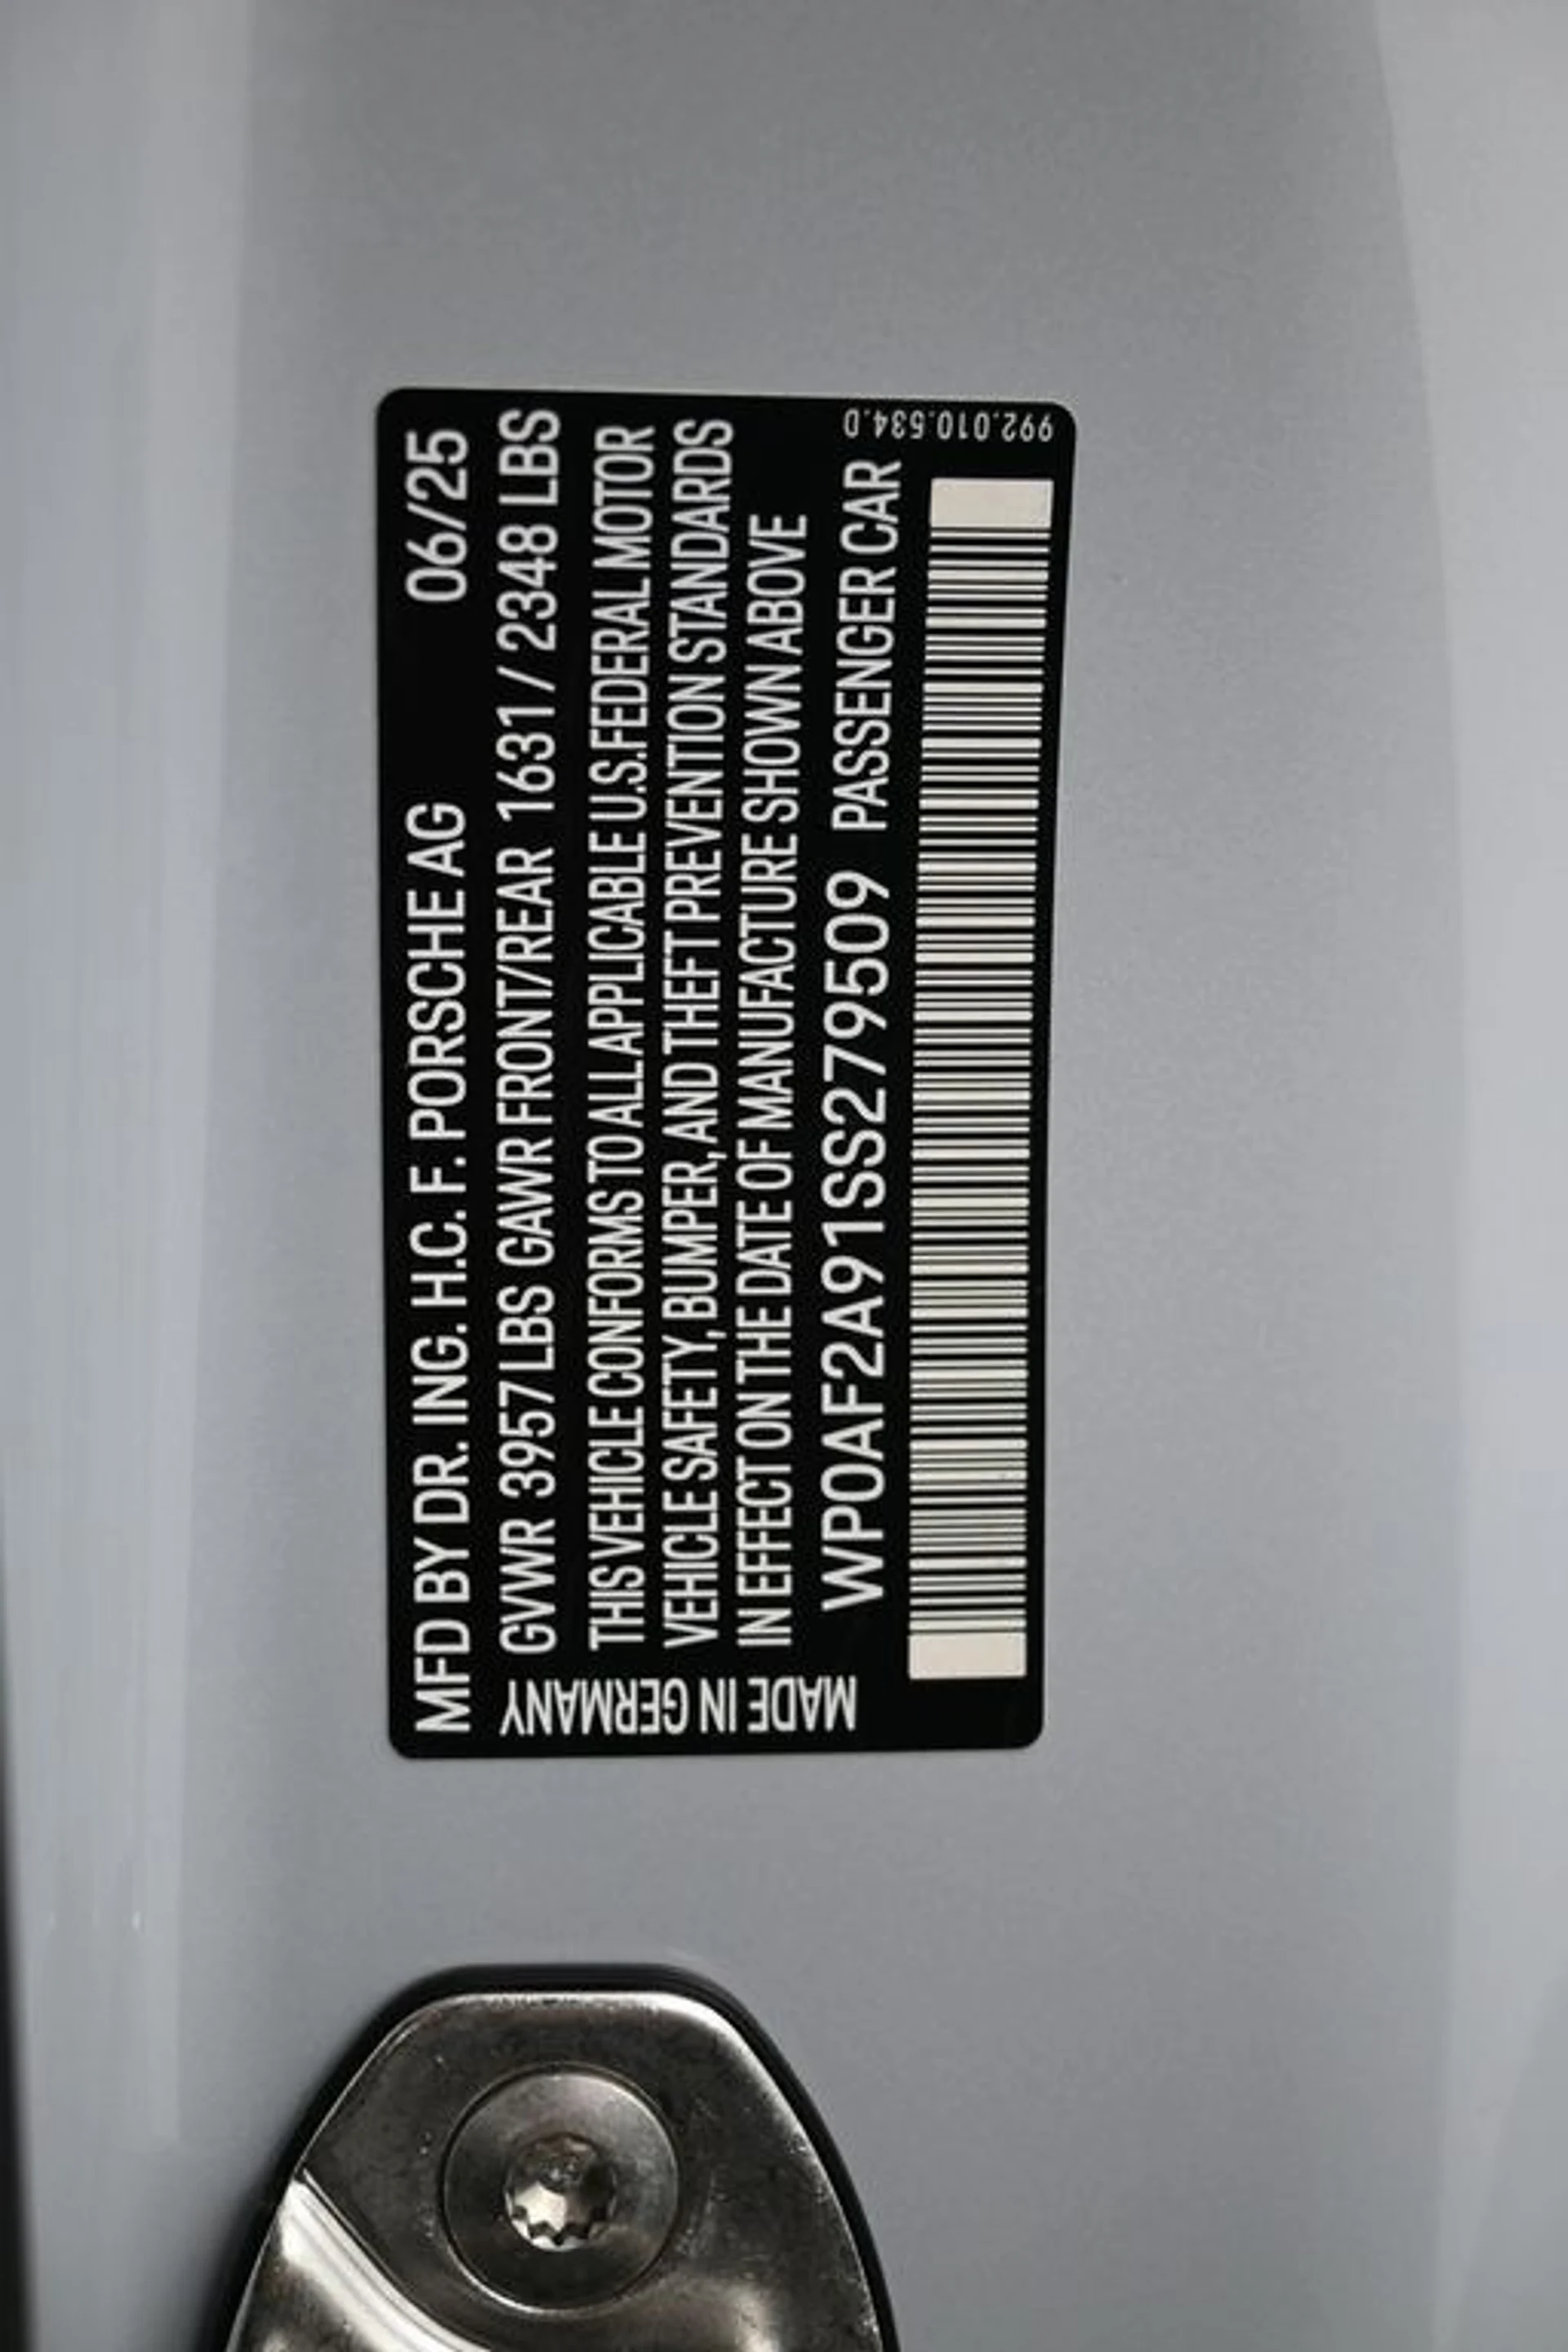 MFD BY DR. ING. H.C. F. PORSCHE AG 06/25
GVWR 3957 LBS GAWR FRONT/REAR 1631 / 2348 LBS
THIS VEHICLE CONFORMS TO ALL APPLICABLE U.S.FEDERAL MOTOR
VEHICLE SAFETY, BUMPER, AND THEFT PREVENTION STANDARDS
IN EFFECT ON THE DATE OF MANUFACTURE SHOWN ABOVE
WP0AF2A91SS279509 PASSENGER CAR
MADE IN GERMANY
992.010.534.D